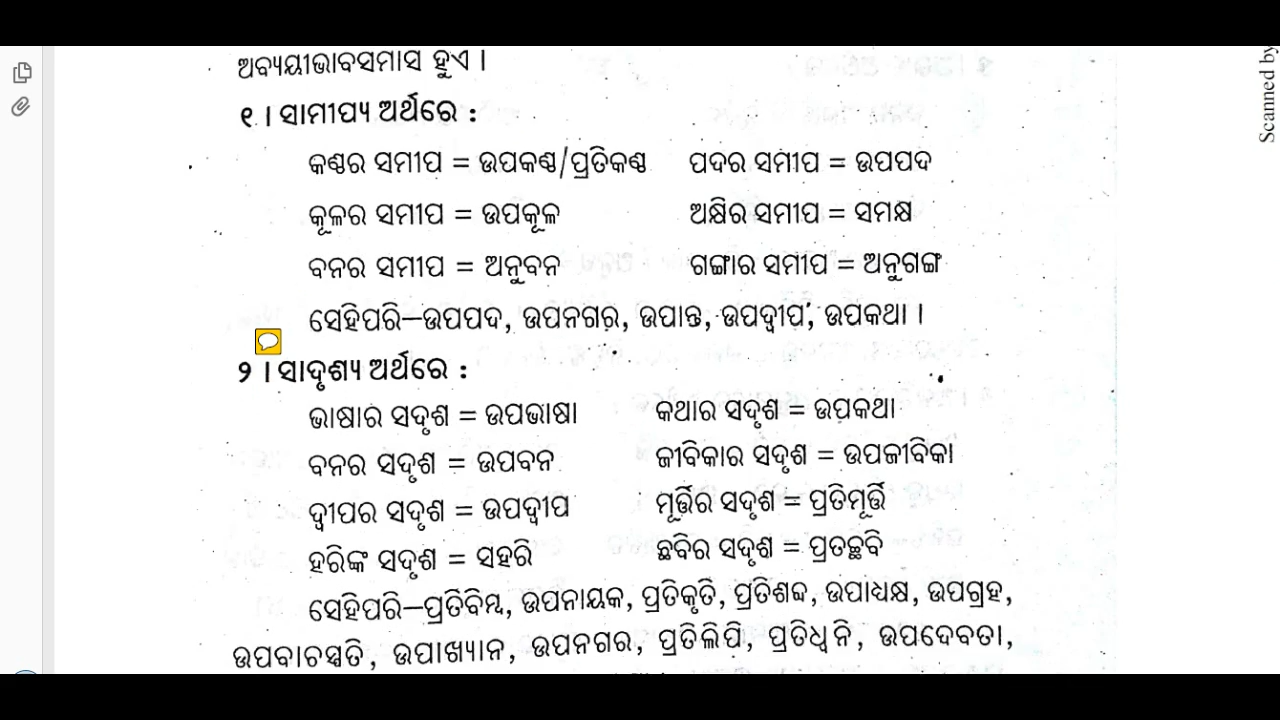 ଅବ୍ୟୟୀଭାବସମାସ ହୁଏ ।
୧ । ସାମୀପ୍ୟ ଅର୍ଥରେ :
କଣ୍ଠର ସମୀପ = ଉପକଣ୍ଠ/ପ୍ରତିକଣ୍ଠ ପଦର ସମୀପ = ଉପପଦ
କୂଳର ସମୀପ = ଉପକୂଳ ଅକ୍ଷିର ସମୀପ = ସମକ୍ଷ
ବନର ସମୀପ = ଅନୁବନ ଗଙ୍ଗାର ସମୀପ = ଅନୁଗଙ୍ଗ
ସେହିପରି–ଉପପଦ, ଉପନଗର, ଉପାନ୍ତ, ଉପଦ୍ୱୀପ, ଉପକଥା ।
୨ । ସାଦୃଶ୍ୟ ଅର୍ଥରେ :
ଭାଷାର ସଦୃଶ = ଉପଭାଷା କଥାର ସଦୃଶ = ଉପକଥା
ବନର ସଦୃଶ = ଉପବନ ଜୀବିକାର ସଦୃଶ = ଉପଜୀବିକା
ଦ୍ୱୀପର ସଦୃଶ = ଉପଦ୍ୱୀପ ମୂର୍ତ୍ତିର ସଦୃଶ = ପ୍ରତିମୂର୍ତ୍ତି
ହରିଙ୍କ ସଦୃଶ = ସହରି ଛବିର ସଦୃଶ = ପ୍ରତଚ୍ଛବି
ସେହିପରି–ପ୍ରତିବିମ୍ବ, ଉପନାୟକ, ପ୍ରତିକୃତି, ପ୍ରତିଶବ୍ଦ, ଉପାଧ୍ୟକ୍ଷ, ଉପଗ୍ରହ,
ଉପବାଚସ୍ପତି, ଉପାଖ୍ୟାନ, ଉପନଗର, ପ୍ରତିଲିପି, ପ୍ରତିଧ୍ୱନି, ଉପଦେବତା,
Scanned by